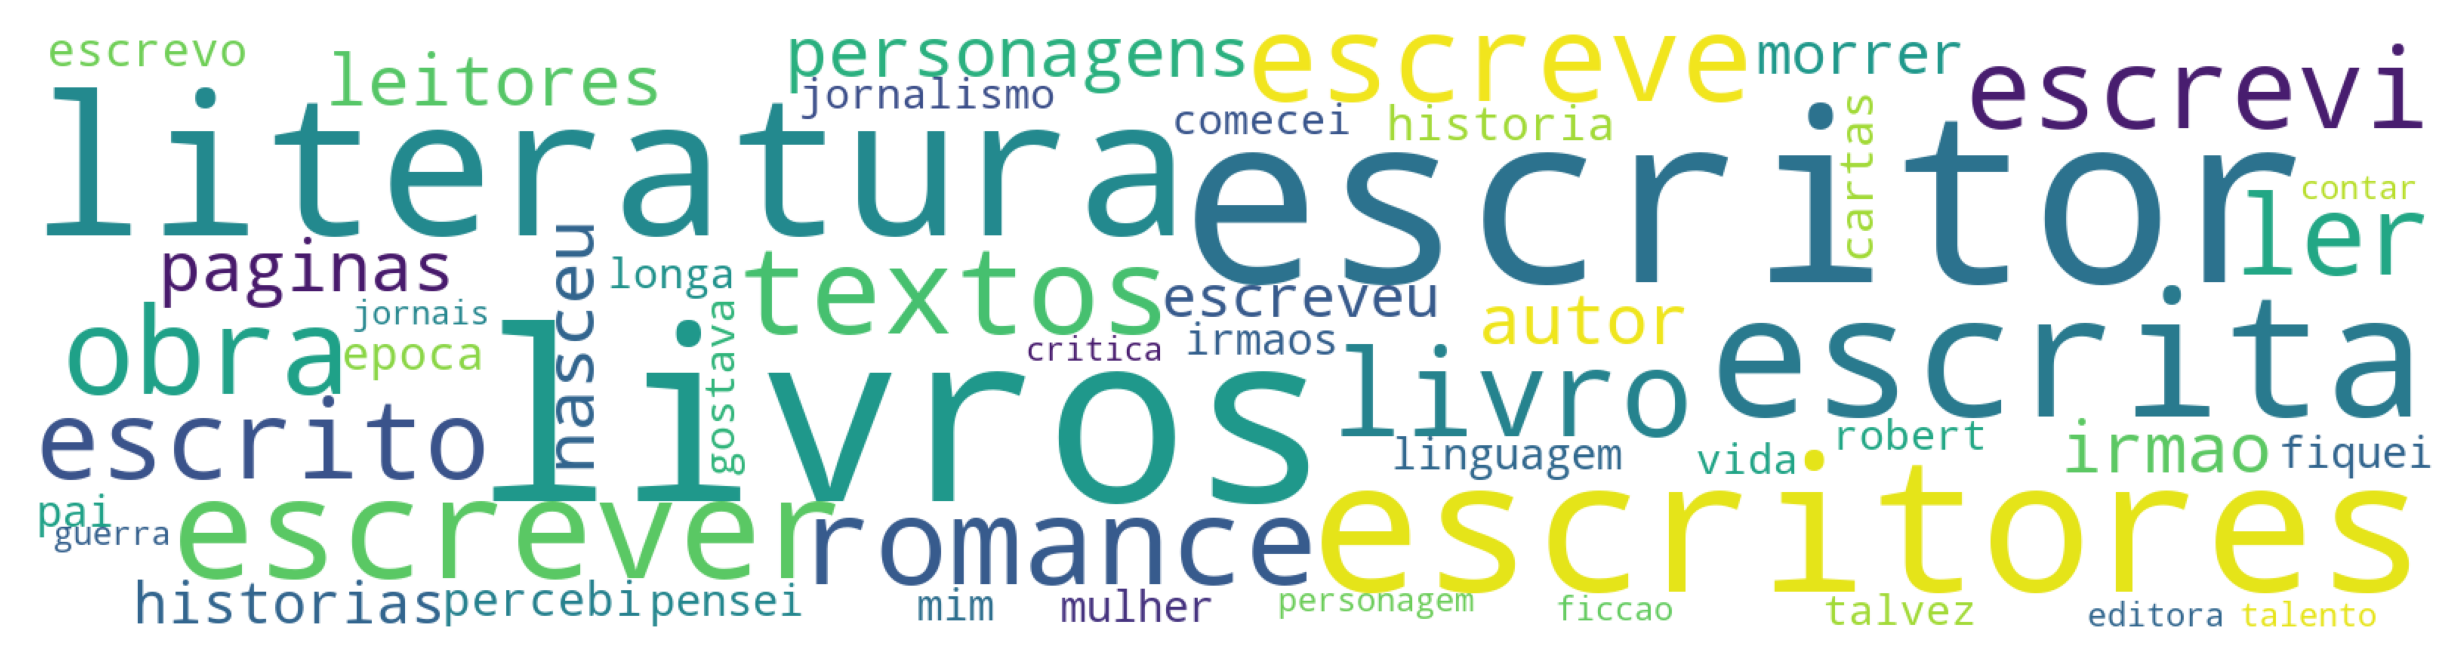 escrevo
leitores
personagens
escreve
morrer
escrevi
jornalismo
literatura
comecei
historia
cartas
escritor
contar
ler
paginas
nasceu
longa
textos
escreveu
autor
escrita
obra
jornais
epoca
gostava
livros
critica
irmaos
livro
escrito
linguagem
vida
robert
irmao
fiquei
pai
guerra
escrever
romance
escritores
historias
percebi
pensei
mim
mulher
personagem
ficcao
talvez
editora
talento